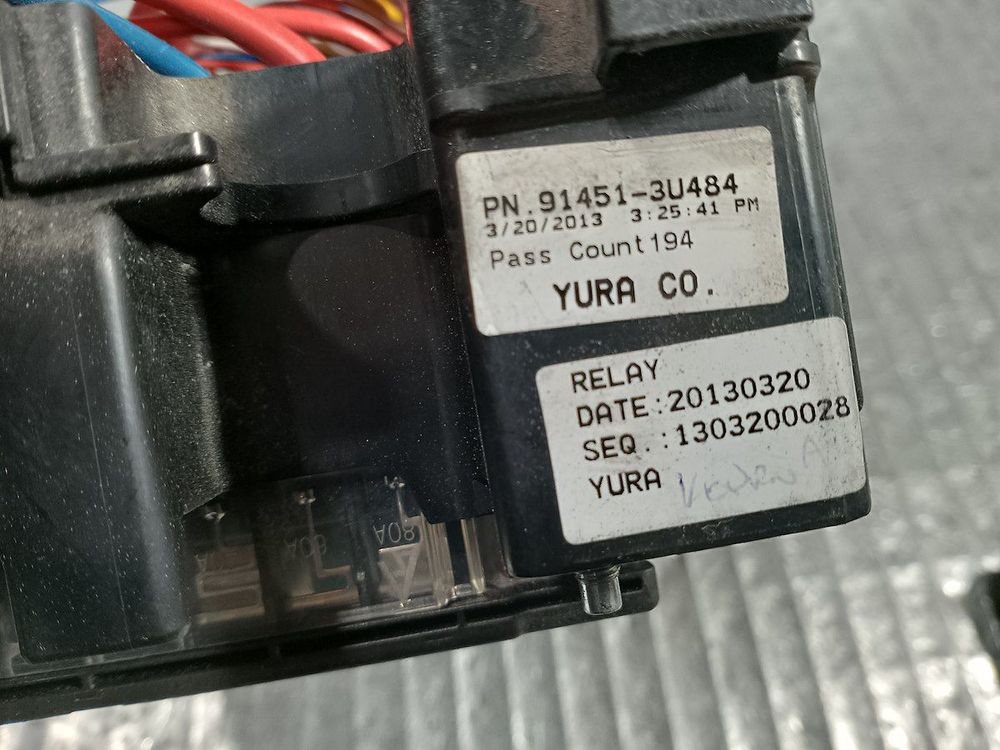 PN.91451-3U484
3/20/2013 3:25:41 PM
Pass Count194
YURA CO.
RELAY
DATE:20130320
SEQ.:1303200028
YURA
60A
80A